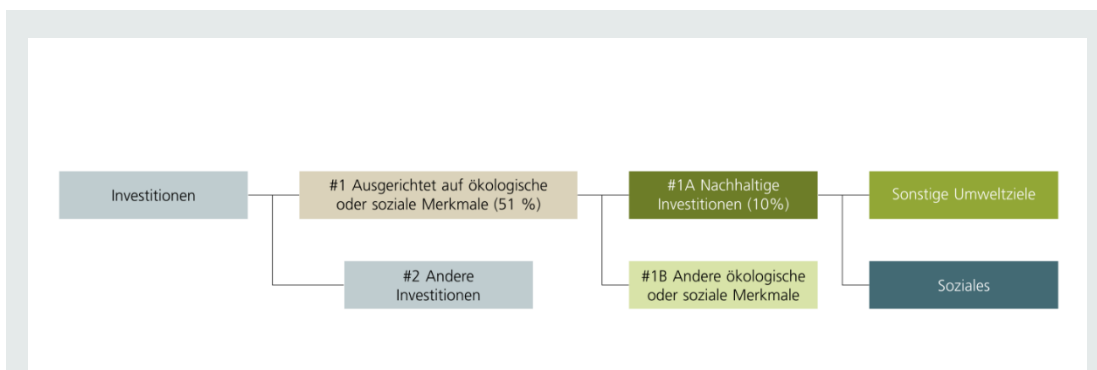 Investitionen
#1 Ausgerichtet auf ökologische
oder soziale Merkmale (51 %)
#1A Nachhaltige
Investitionen (10%)
Sonstige Umweltziele
#2 Andere
Investitionen
#1B Andere ökologische
oder soziale Merkmale
Soziales